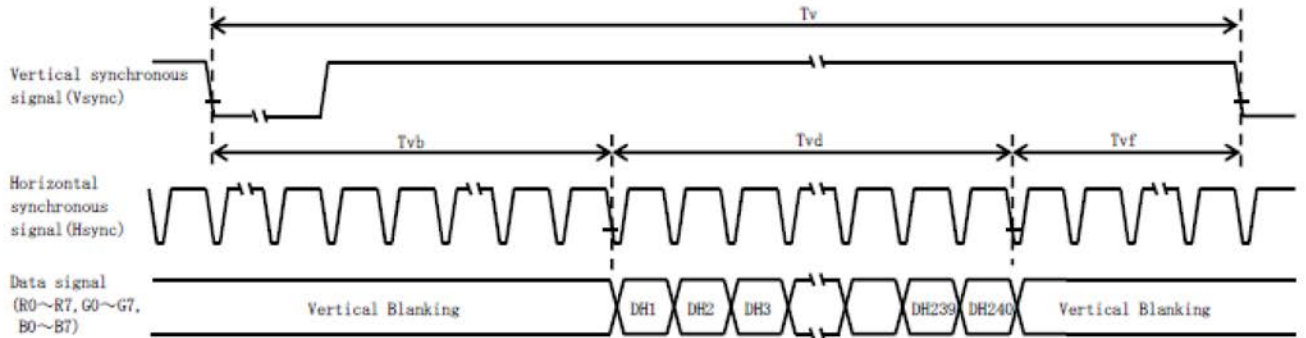 Tv
Vertical synchronous
signal(Vsync)
Tvb
Tvd
Tvf
Horizontal
synchronous
signal(Hsync)
Data signal
(R0～R7,G0～G7,
B0～B7)
Vertical Blanking
DH1
DH2
DH3
DH239
DH240
Vertical Blanking